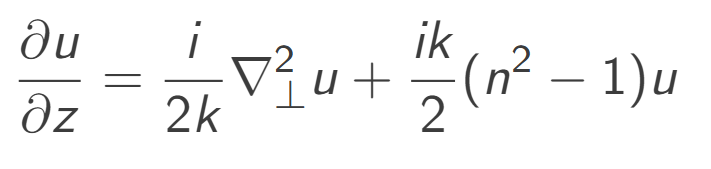 ∂u/∂z = i/2k ∇²⊥u + ik/2 (n² − 1)u